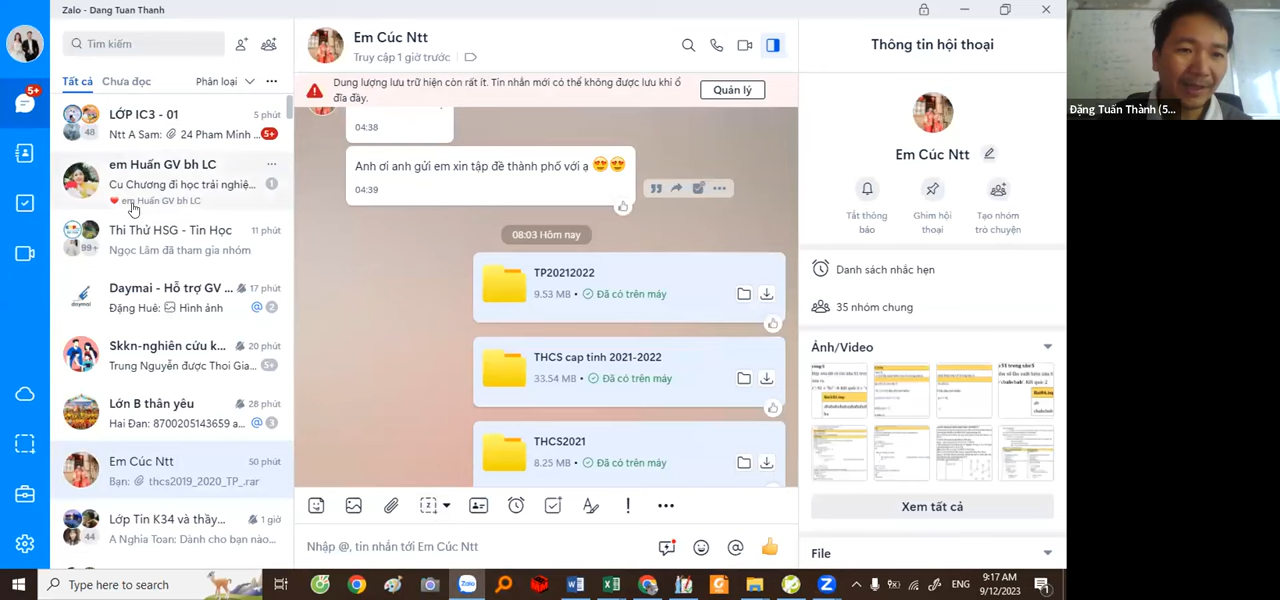 Zalo - Dang Tuan Thanh
Tìm kiếm
Tất cả
Chưa đọc
Phân loại
5+
LỚP IC3 - 01
5 phút
48
Ntt A Sam:
24 Pham Minh ...
5+
em Huấn GV bh LC
Cu Chương đi học trải nghiệ...
1
em Huấn GV bh LC
Thi Thử HSG - Tin Học
11 phút
99+
Ngọc Lâm đã tham gia nhóm
Daymai - Hỗ trợ GV ...
17 phút
daymai
Đặng Huê:
Hình ảnh
@ 2
Skkn-nghiên cứu k...
20 phút
Trung Nguyễn được Thoi Gia...
5+
Lớn B thân yêu
28 phút
Hai Đan: 8700205143659 a...
@ 3
Em Cúc Ntt
50 phút
Bạn:
thcs2019_2020_TP_.rar
Lớp Tin K34 và thầy...
1 giờ
44
A Nghia Toan: Dành cho bạn nào...
Em Cúc Ntt
Truy cập 1 giờ trước
Dung lượng lưu trữ hiện còn rất ít. Tin nhắn mới có thể không được lưu khi ổ
đĩa đầy.
Quản lý
04:38
Anh ơi anh gửi em xin tập đề thành phố với ạ
04:39
08:03 Hôm nay
TP20212022
9.53 MB • Đã có trên máy
THCS cap tinh 2021-2022
33.54 MB • Đã có trên máy
THCS2021
8.25 MB • Đã có trên máy
Nhập @, tin nhắn tới Em Cúc Ntt
Thông tin hội thoại
Em Cúc Ntt
Tắt thông
báo
Ghim hội
thoại
Tạo nhóm
trò chuyện
Danh sách nhắc hẹn
35 nhóm chung
Ảnh/Video
Xem tất cả
File
Đặng Tuấn Thành (5...
Type here to search
Zalo
ENG
9:17 AM
9/12/2023
1